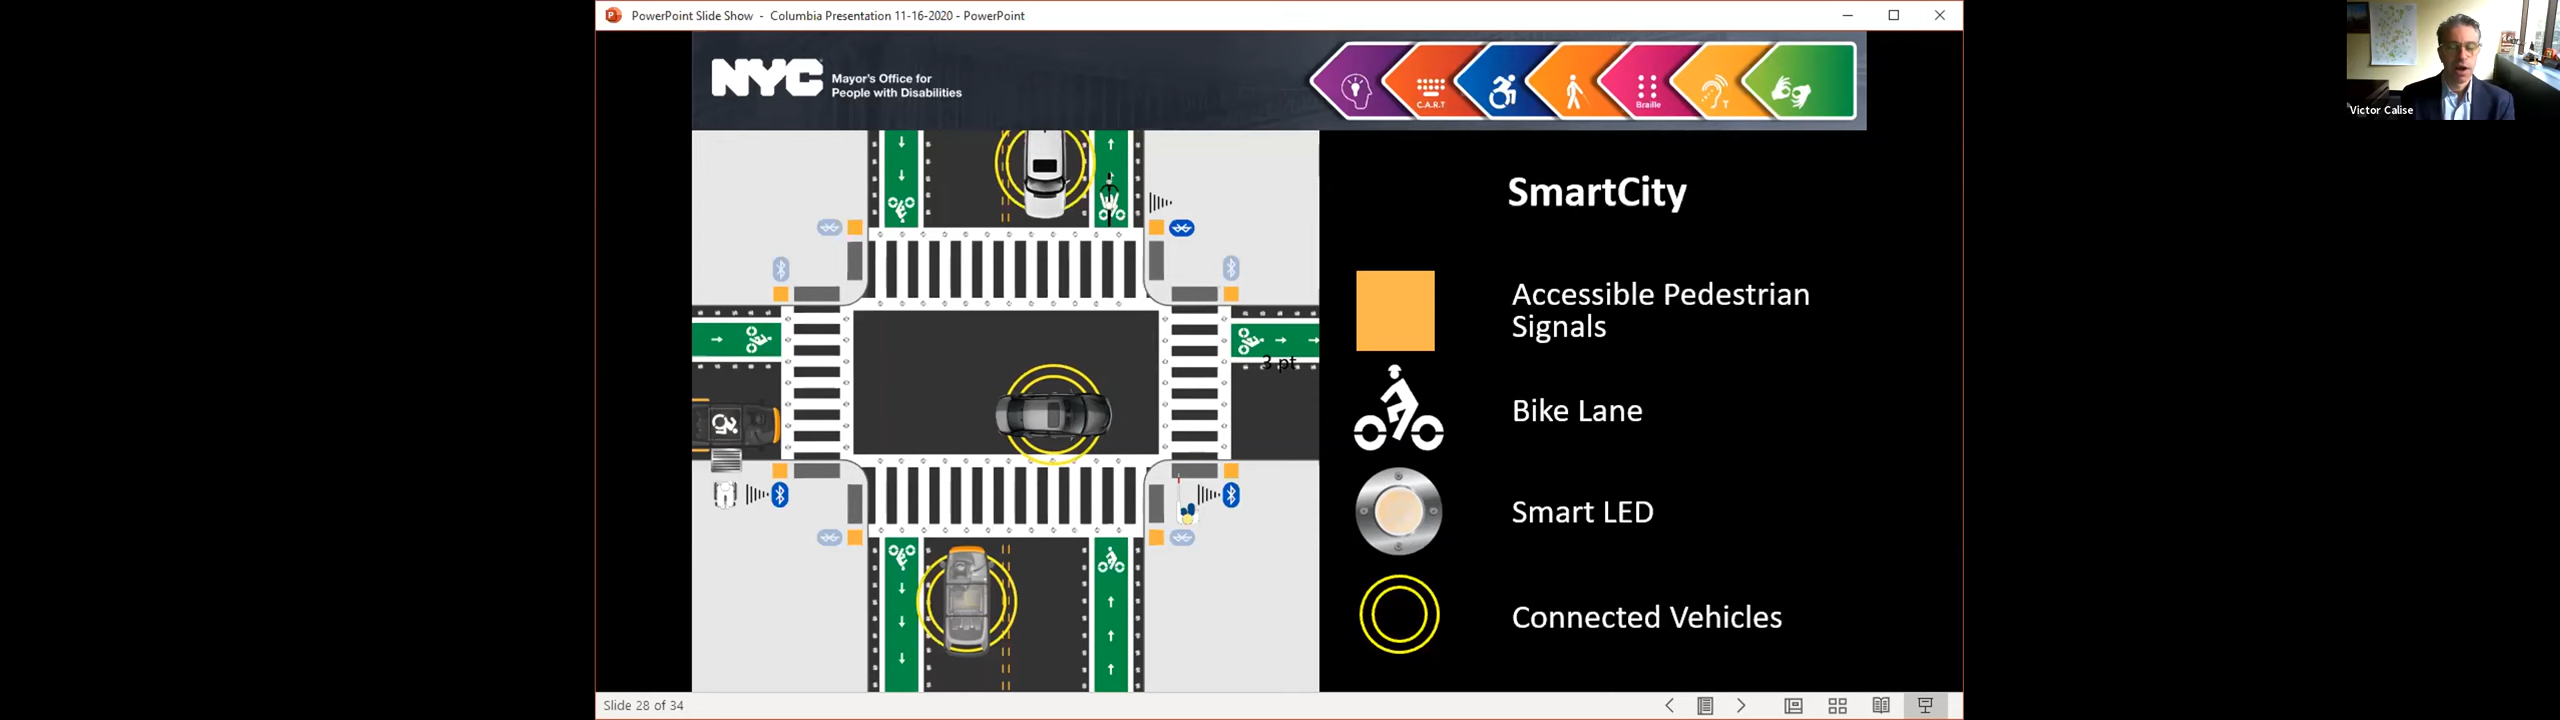 PowerPoint Slide Show - Columbia Presentation 11-16-2020 - PowerPoint
NYC
Mayor's Office for
People with Disabilities
C.A.R.T
Braille
T
Victor Calise
SmartCity
Accessible Pedestrian
Signals
3 pt
Bike Lane
Smart LED
Connected Vehicles
Slide 28 of 34